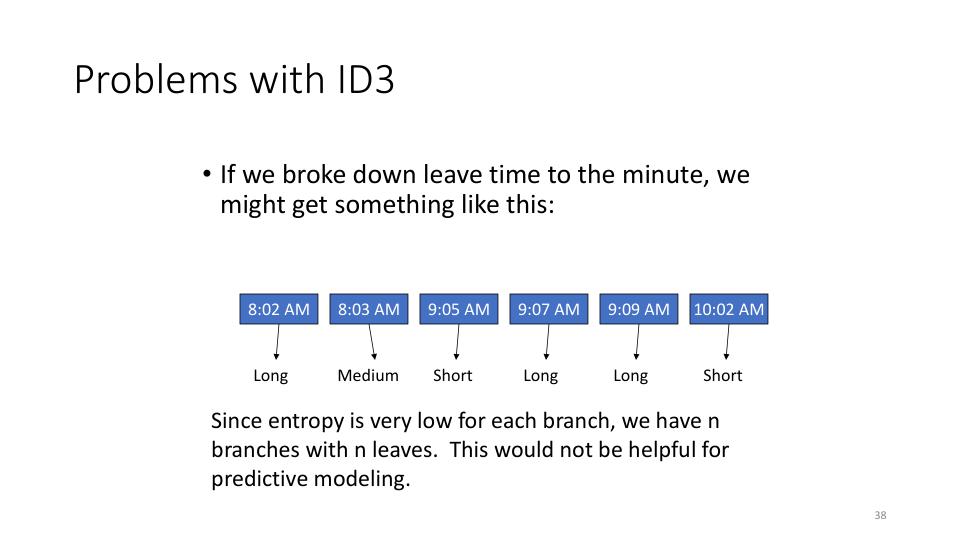 Problems with ID3
• If we broke down leave time to the minute, we
might get something like this:
8:02 AM 8:03 AM 9:05 AM 9:07 AM 9:09 AM 10:02 AM
Long Medium Short Long Long Short
Since entropy is very low for each branch, we have n
branches with n leaves.  This would not be helpful for
predictive modeling.
38